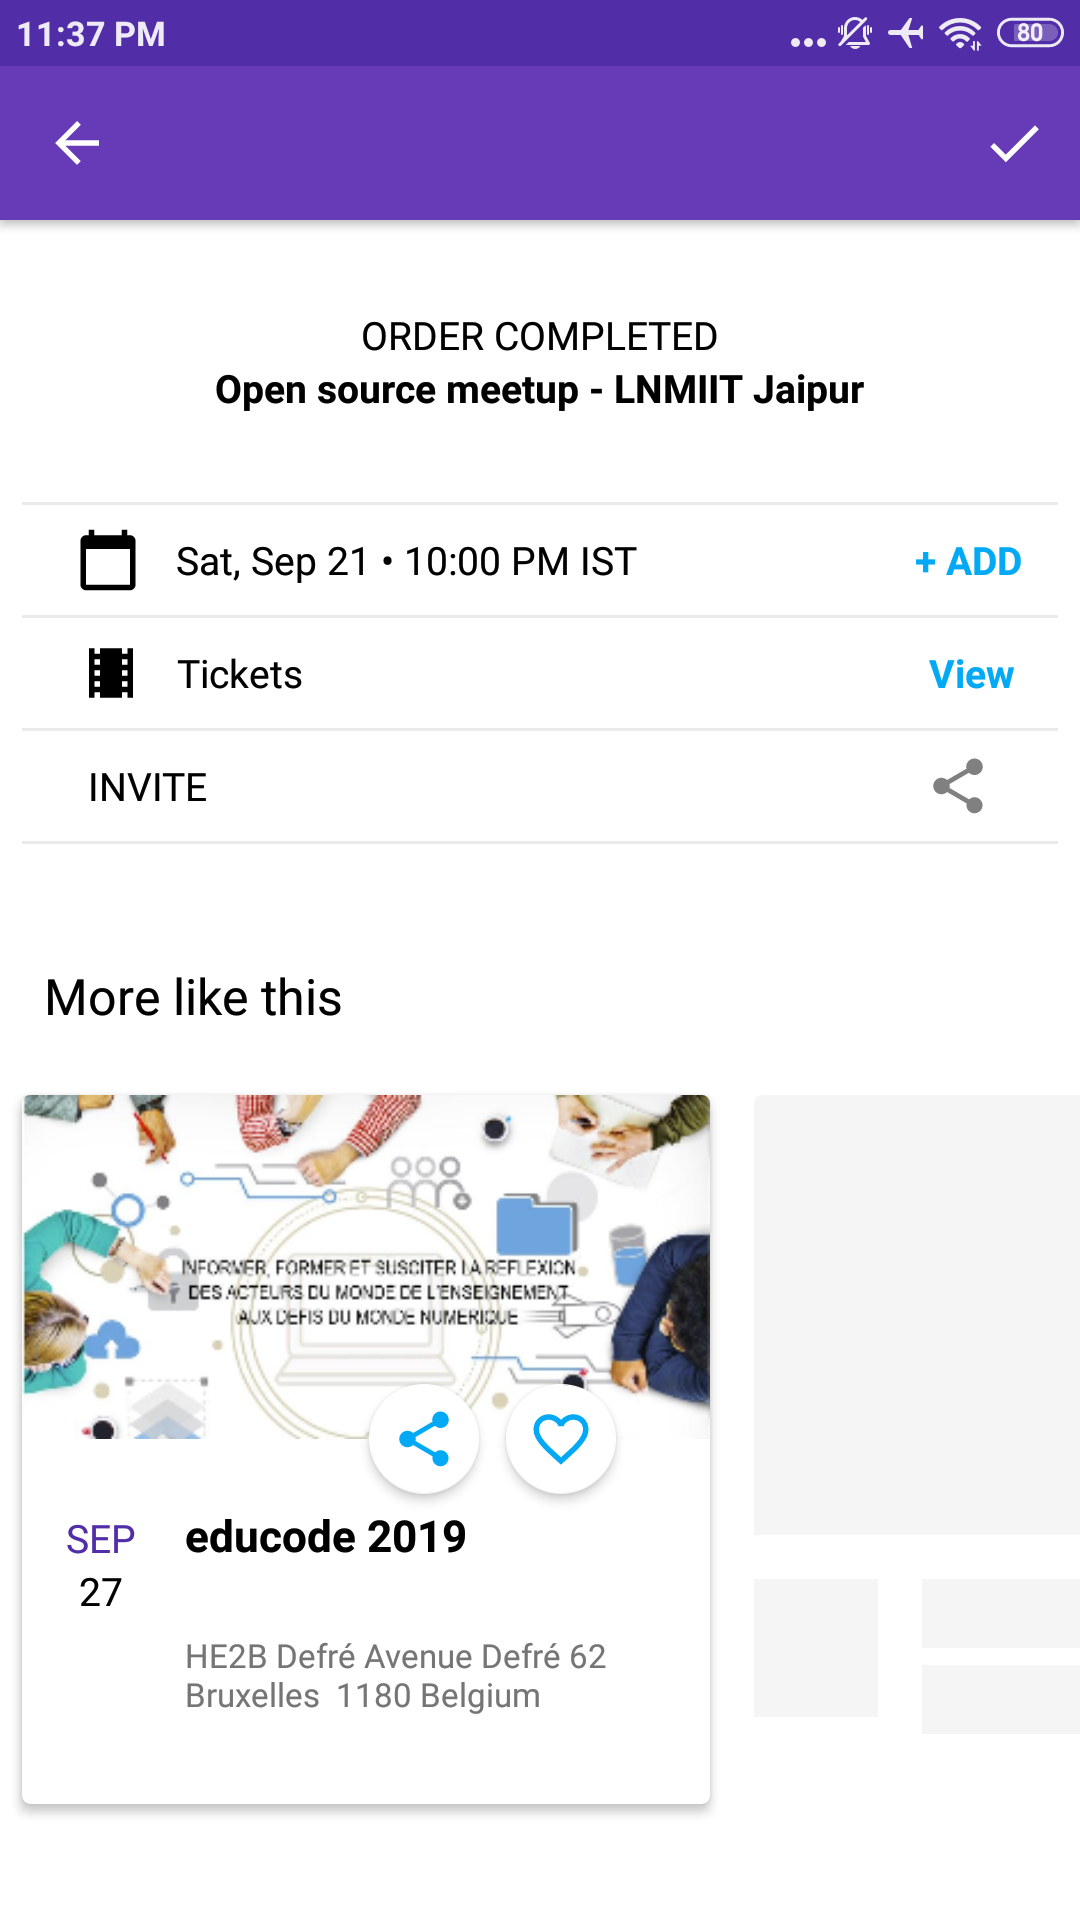 11:37 PM
80
ORDER COMPLETED
Open source meetup - LNMIIT Jaipur
Sat, Sep 21 • 10:00 PM IST
+ ADD
Tickets
View
INVITE
More like this
INFORMER, FORMER ET SUSCITER LA REFLEXION
DES ACTEURS DU MONDE DE L'ENSEIGNEMENT
AUX DEFIS DU MONDE NUMERIQUE
SEP
27
educode 2019
HE2B Defré Avenue Defré 62
Bruxelles 1180 Belgium